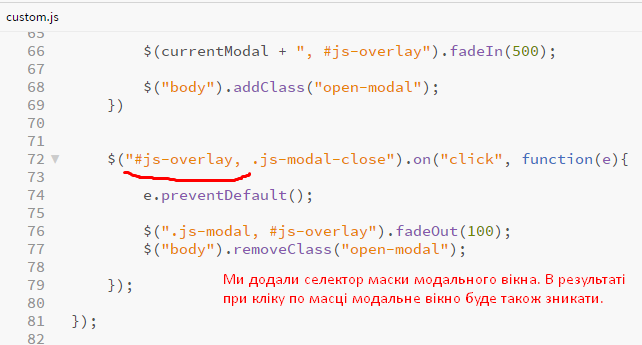 custom.js
65
66 $(currentModal + ", #js-overlay").fadeIn(500);
67
68 $("body").addClass("open-modal");
69 })
70
71
72 $("#js-overlay, .js-modal-close").on("click", function(e){
73
74 e.preventDefault();
75
76 $(".js-modal, #js-overlay").fadeOut(100);
77 $("body").removeClass("open-modal");
78
Ми додали селектор маски модального вікна. В результаті
79 });
при кліку по масці модальне вікно буде також зникати.
80
81 });
82